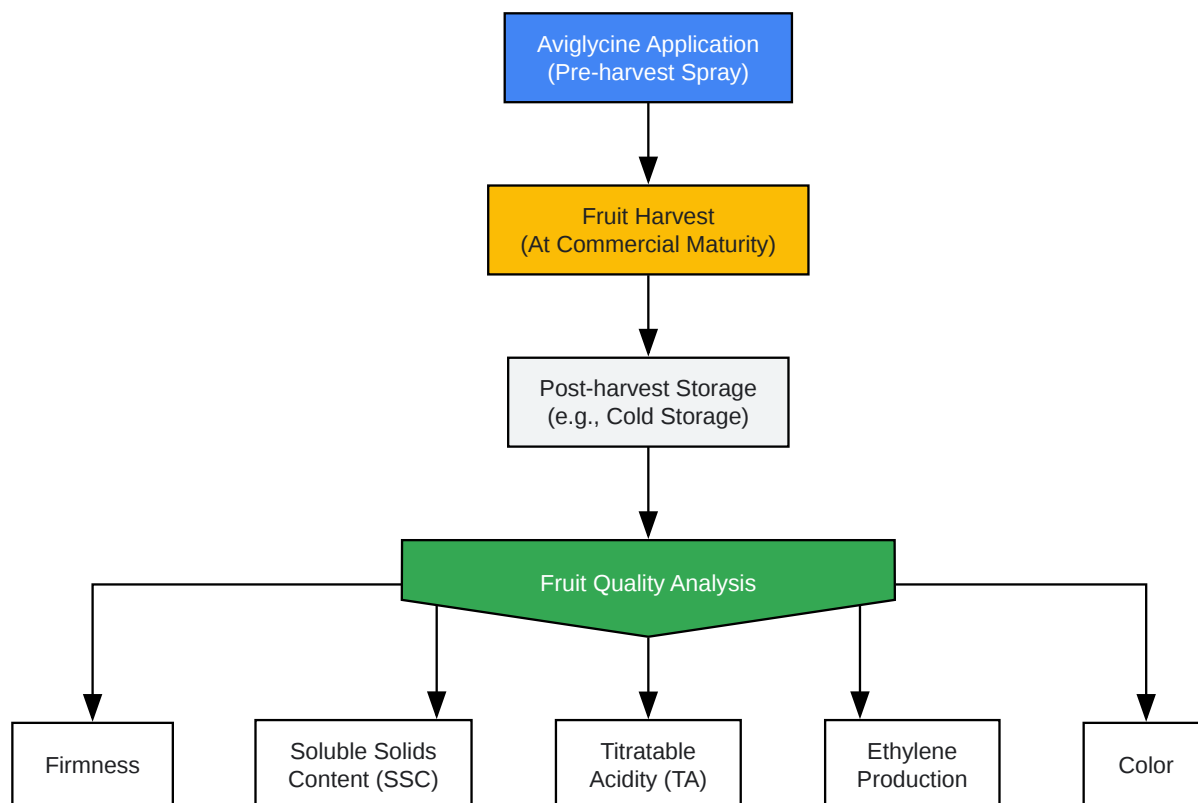 Aviglycine Application
(Pre-harvest Spray)
Fruit Harvest
(At Commercial Maturity)
Post-harvest Storage
(e.g., Cold Storage)
Fruit Quality Analysis
Firmness
Soluble Solids
Content (SSC)
Titratable
Acidity (TA)
Ethylene
Production
Color